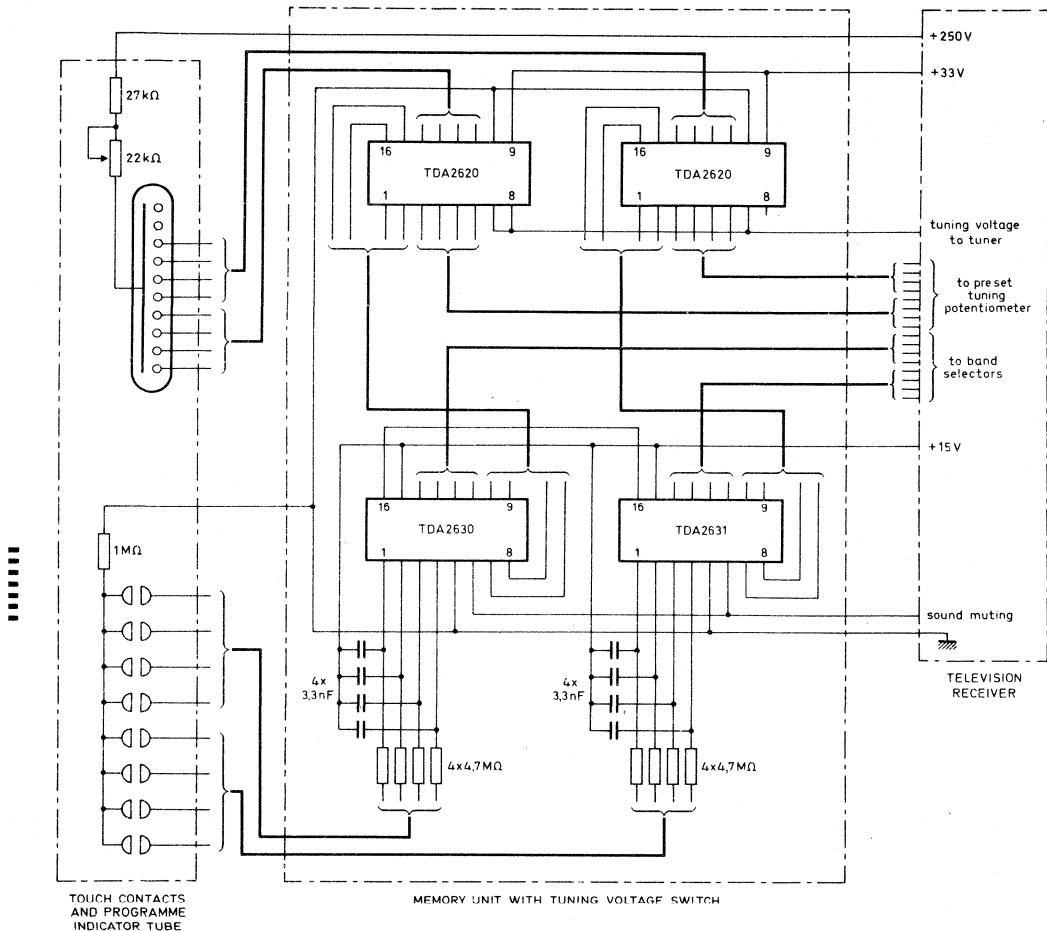 +250V
+33V
27kΩ
22kΩ
16
9
TDA2620
1
8
16
9
TDA2620
1
8
tuning voltage
to tuner
to preset
tuning
potentiometer
to band
selectors
+15V
16
9
TDA2630
1
8
16
9
TDA2631
1
8
1MΩ
sound muting
4x
3,3nF
4x
3,3nF
TELEVISION
RECEIVER
4x4,7MΩ
4x4,7MΩ
TOUCH CONTACTS
AND PROGRAMME
INDICATOR TUBE
MEMORY UNIT WITH TUNING VOLTAGE SWITCH